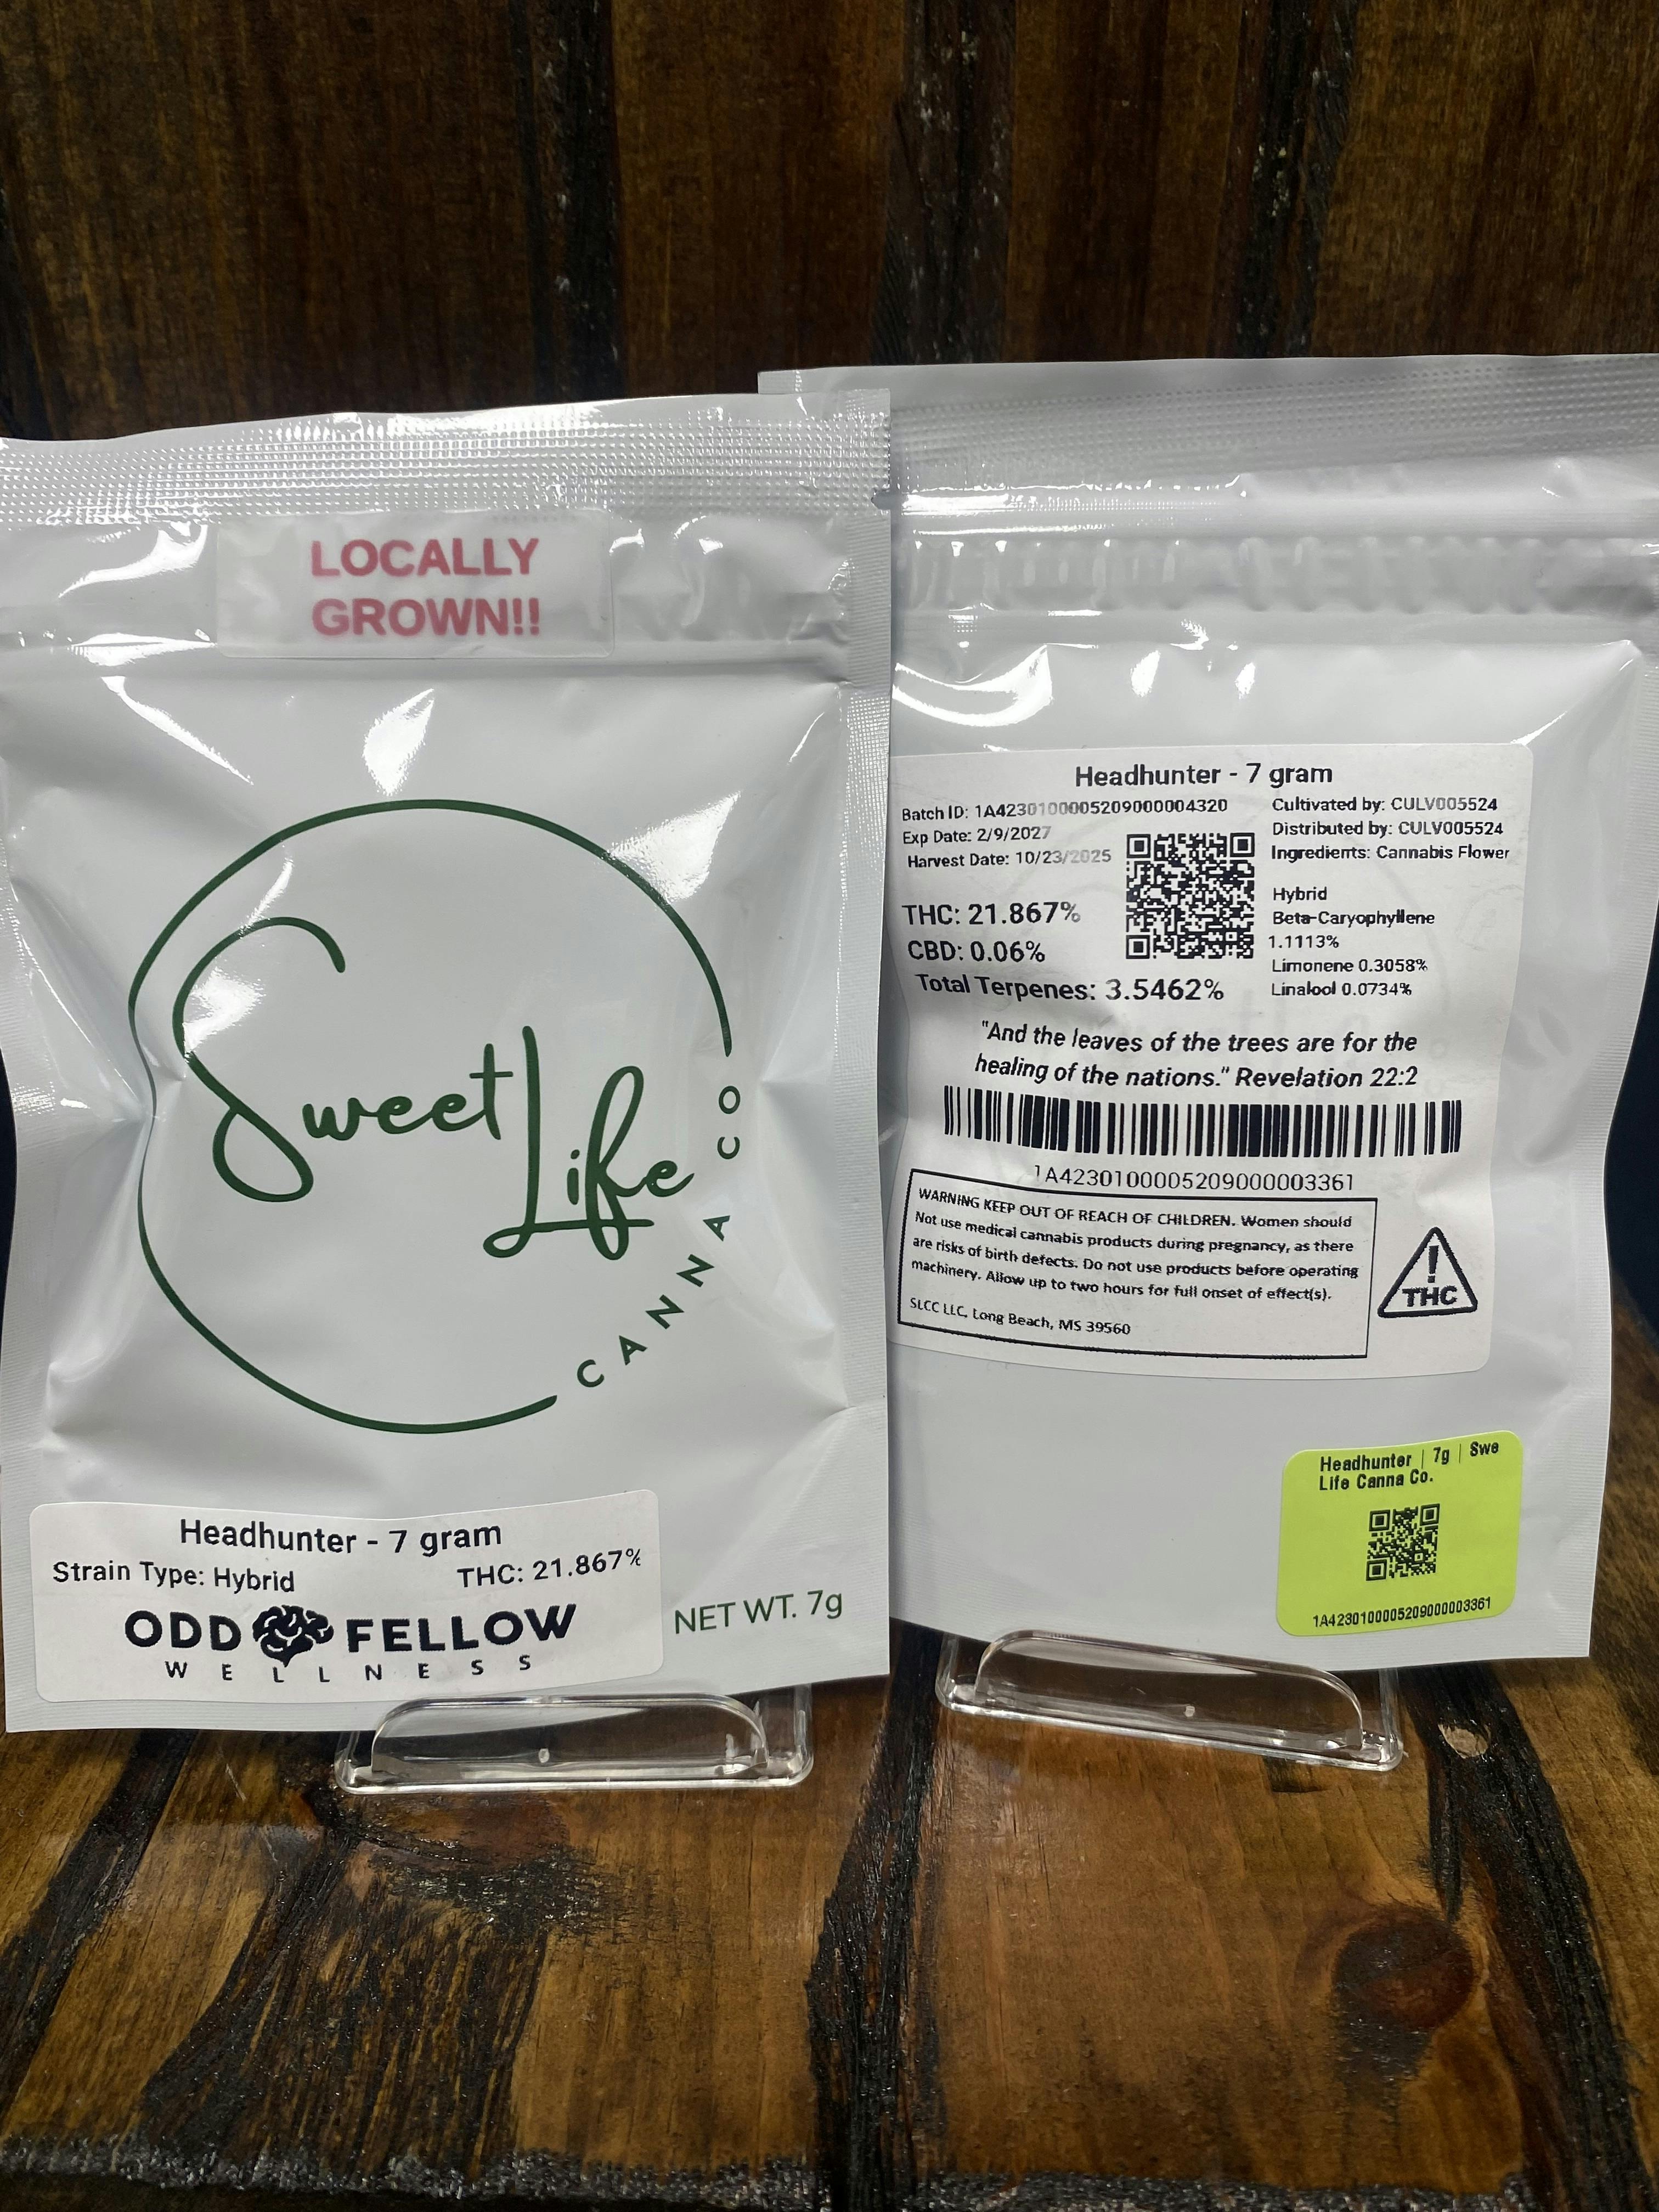 LOCALLY
GROWN!!
Sweet Life
CANNA CO
Headhunter - 7 gram
Strain Type: Hybrid THC: 21.867%
ODD FELLOW
WELLNESS
NET WT. 7g
Headhunter - 7 gram
Batch ID: 1A4230100005209000004320
Exp Date: 2/9/2027
Harvest Date: 10/23/2025
THC: 21.867%
CBD: 0.06%
Total Terpenes: 3.5462%
Cultivated by: CULV005524
Distributed by: CULV005524
Ingredients: Cannabis Flower
Hybrid
Beta-Caryophyllene
1.1113%
Limonene 0.3058%
Linalool 0.0734%
"And the leaves of the trees are for the
healing of the nations." Revelation 22:2
1A4230100005209000003361
WARNING KEEP OUT OF REACH OF CHILDREN. Women should
Not use medical cannabis products during pregnancy, as there
are risks of birth defects. Do not use products before operating
machinery. Allow up to two hours for full onset of effect(s).
SLCC LLC, Long Beach, MS 39560
!
THC
Headhunter | 7g | Swe
Life Canna Co.
1A4230100005209000003361